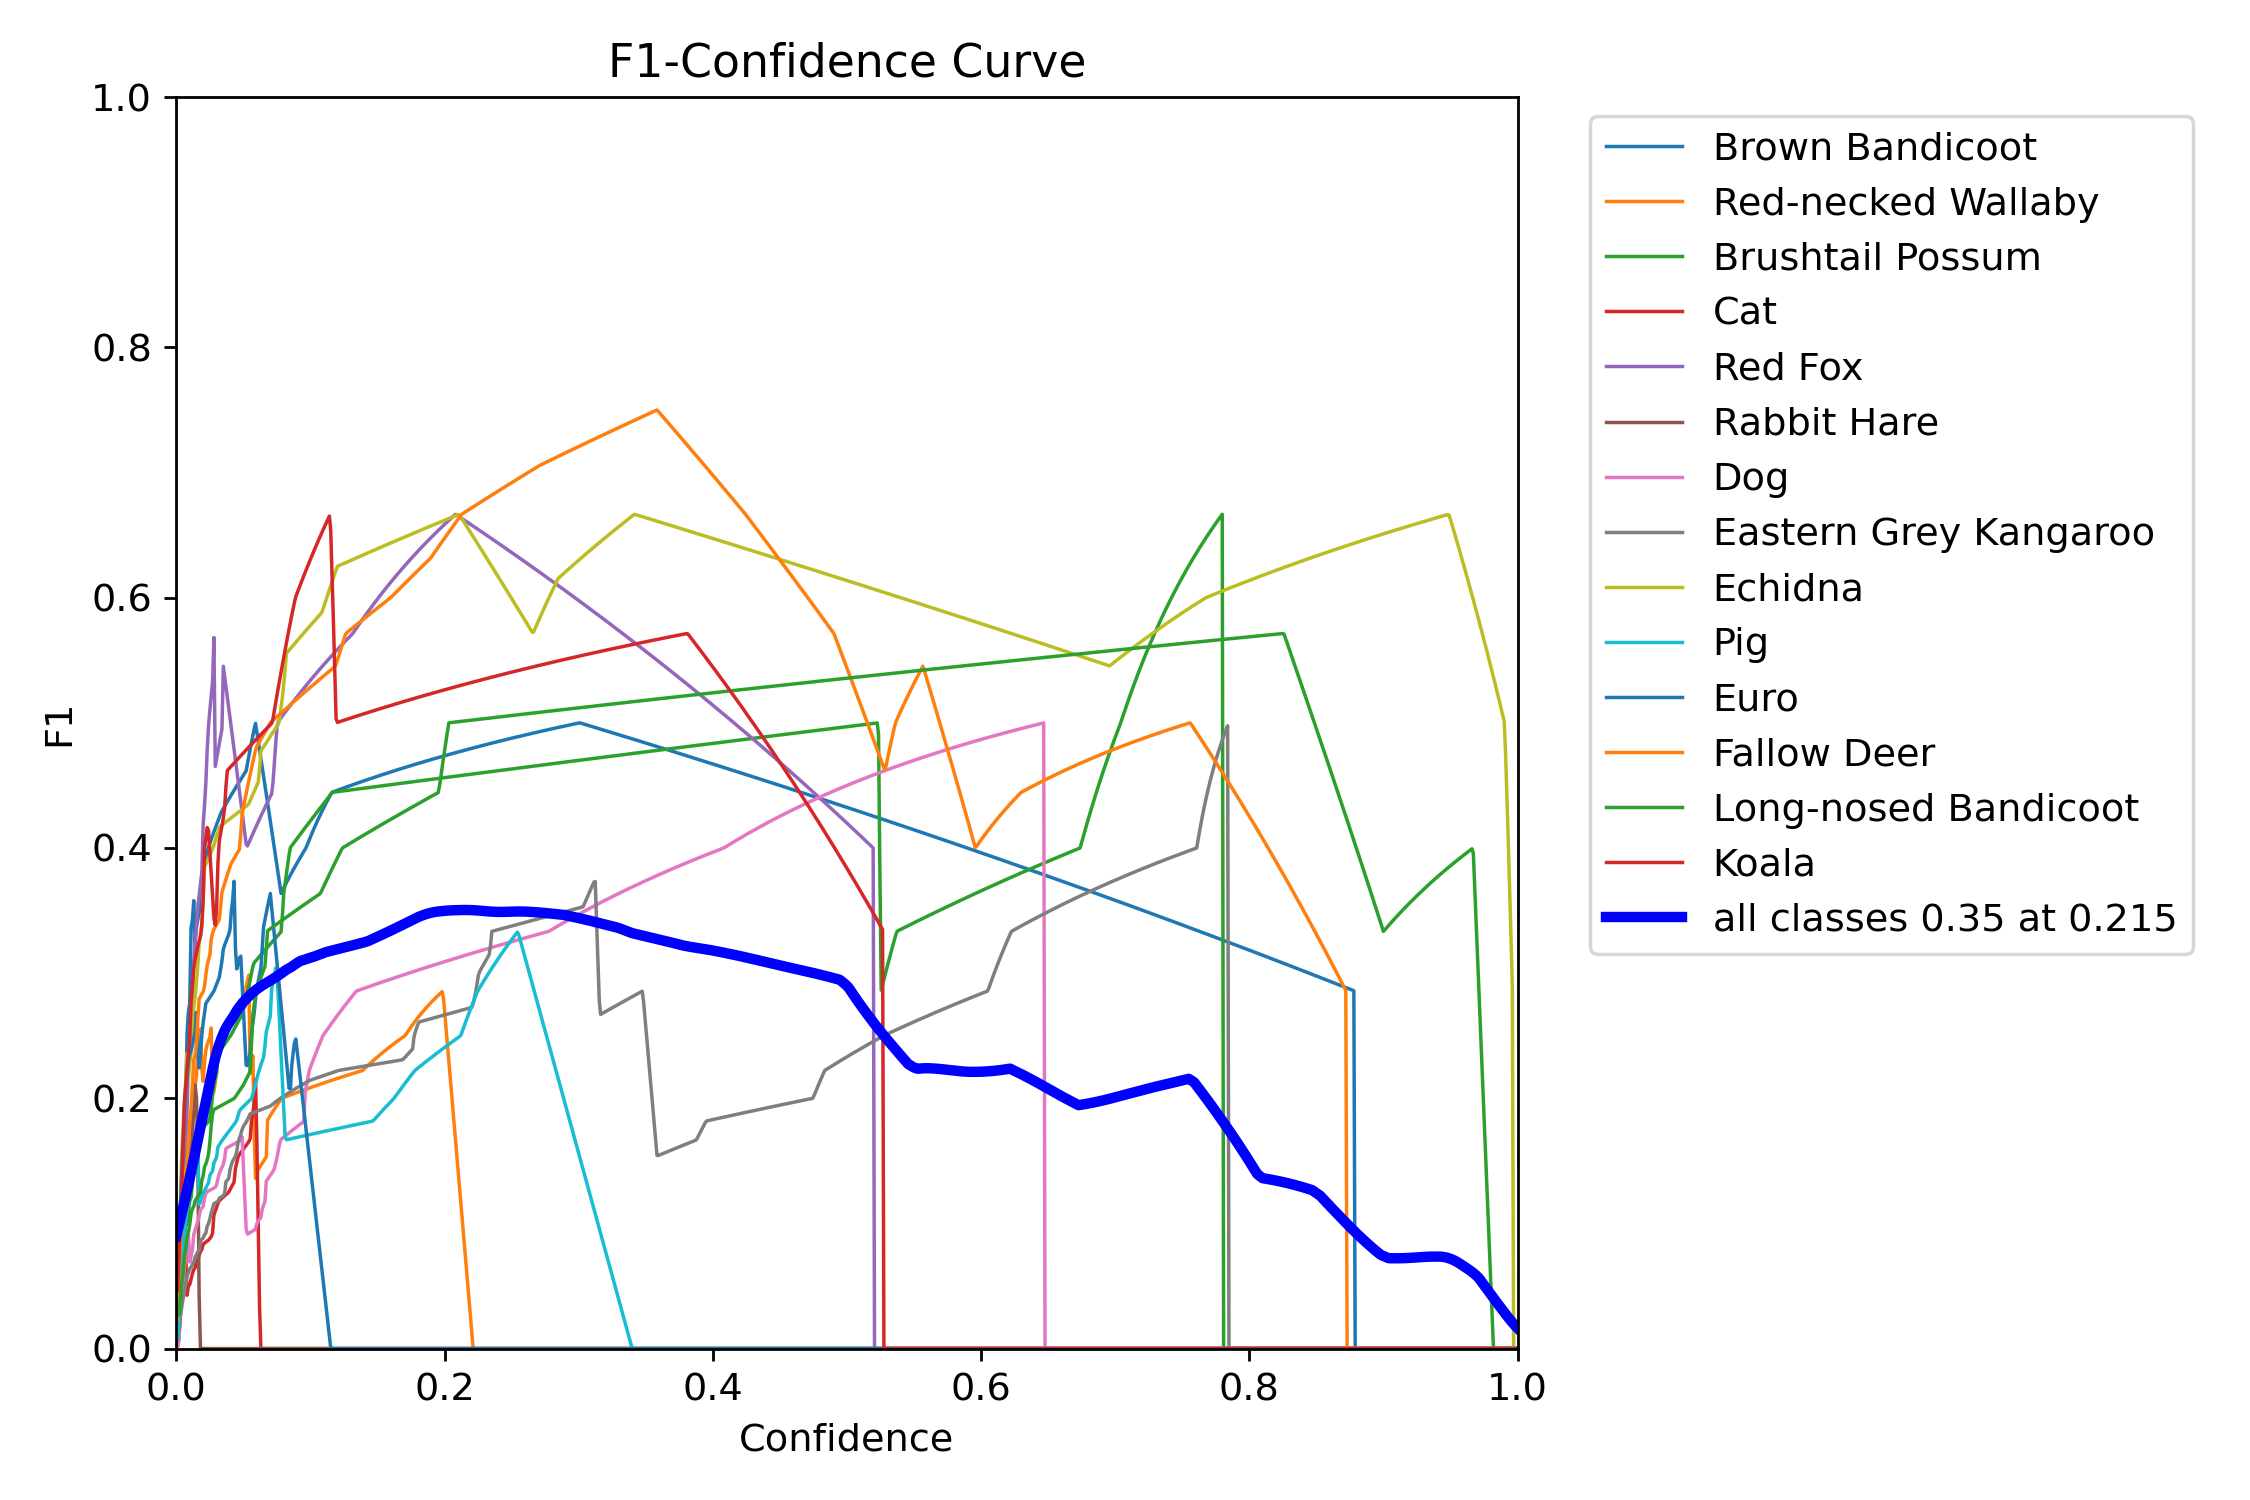 F1-Confidence Curve
1.0
0.8
0.6
0.4
0.2
0.0
F1
0.0 0.2 0.4 0.6 0.8 1.0
Confidence
Brown Bandicoot
Red-necked Wallaby
Brushtail Possum
Cat
Red Fox
Rabbit Hare
Dog
Eastern Grey Kangaroo
Echidna
Pig
Euro
Fallow Deer
Long-nosed Bandicoot
Koala
all classes 0.35 at 0.215